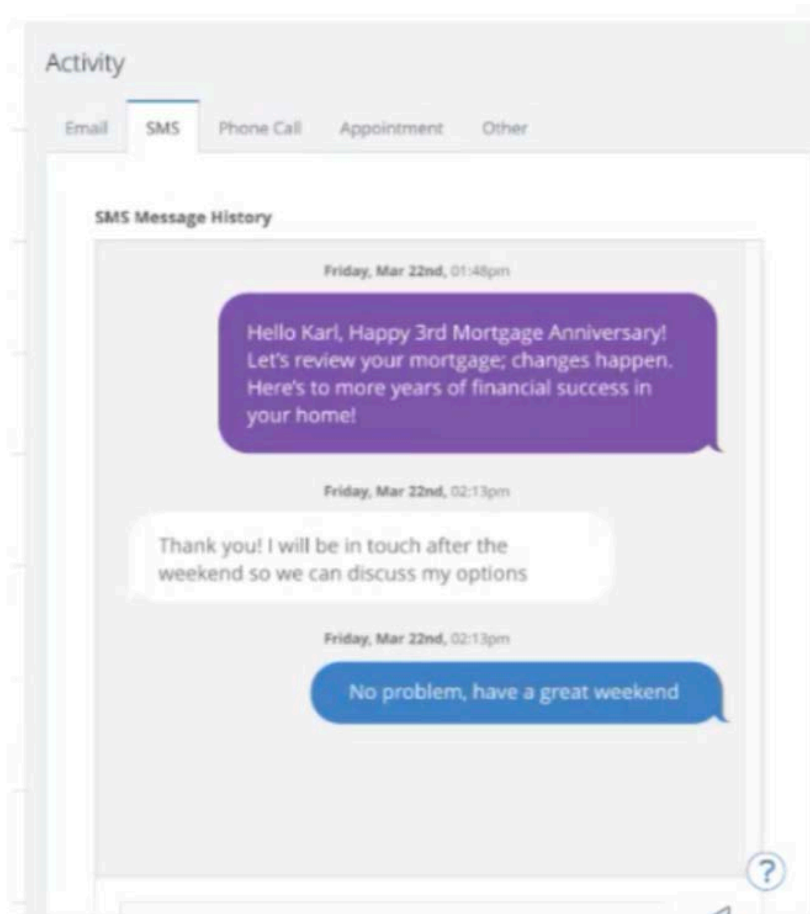 Activity
Email SMS Phone Call Appointment Other
SMS Message History
Friday, Mar 22nd, 01:48pm
Hello Karl, Happy 3rd Mortgage Anniversary!
Let's review your mortgage; changes happen.
Here's to more years of financial success in
your home!
Friday, Mar 22nd, 02:13pm
Thank you! I will be in touch after the
weekend so we can discuss my options
Friday, Mar 22nd, 02:13pm
No problem, have a great weekend
?